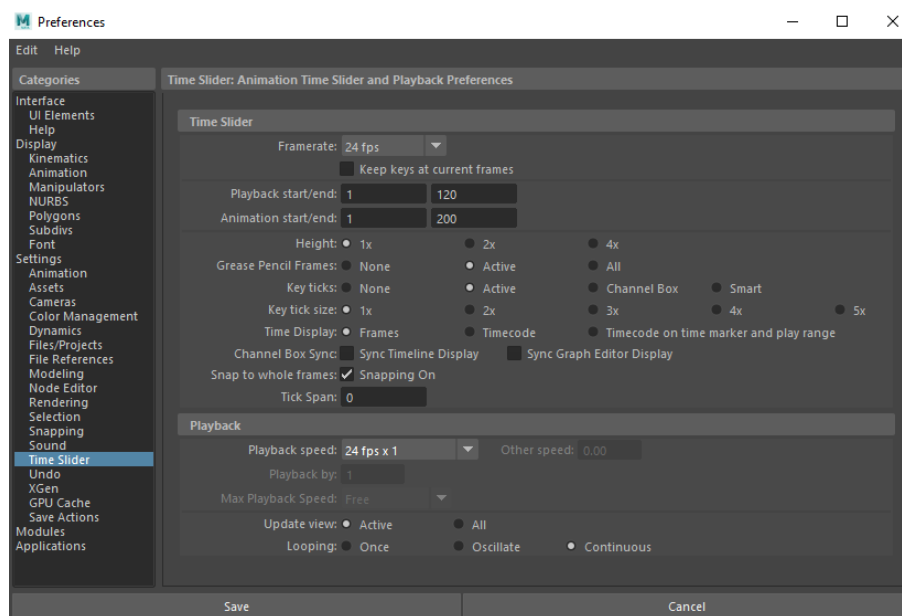 Preferences
Edit Help
Categories
Interface
UI Elements
Help
Display
Kinematics
Animation
Manipulators
NURBS
Polygons
Subdivs
Font
Settings
Animation
Assets
Cameras
Color Management
Dynamics
Files/Projects
File References
Modeling
Node Editor
Rendering
Selection
Snapping
Sound
Time Slider
Undo
XGen
GPU Cache
Save Actions
Modules
Applications
Time Slider: Animation Time Slider and Playback Preferences
Time Slider
Framerate: 24 fps
Keep keys at current frames
Playback start/end: 1 120
Animation start/end: 1 200
Height: 1x 2x 4x
Grease Pencil Frames: None Active All
Key ticks: None Active Channel Box Smart
Key tick size: 1x 2x 3x 4x 5x
Time Display: Frames Timecode Timecode on time marker and play range
Channel Box Sync: Sync Timeline Display Sync Graph Editor Display
Snap to whole frames: Snapping On
Tick Span: 0
Playback
Playback speed: 24 fps x 1 Other speed: 0.00
Playback by: 1
Max Playback Speed: Free
Update view: Active All
Looping: Once Oscillate Continuous
Save Cancel